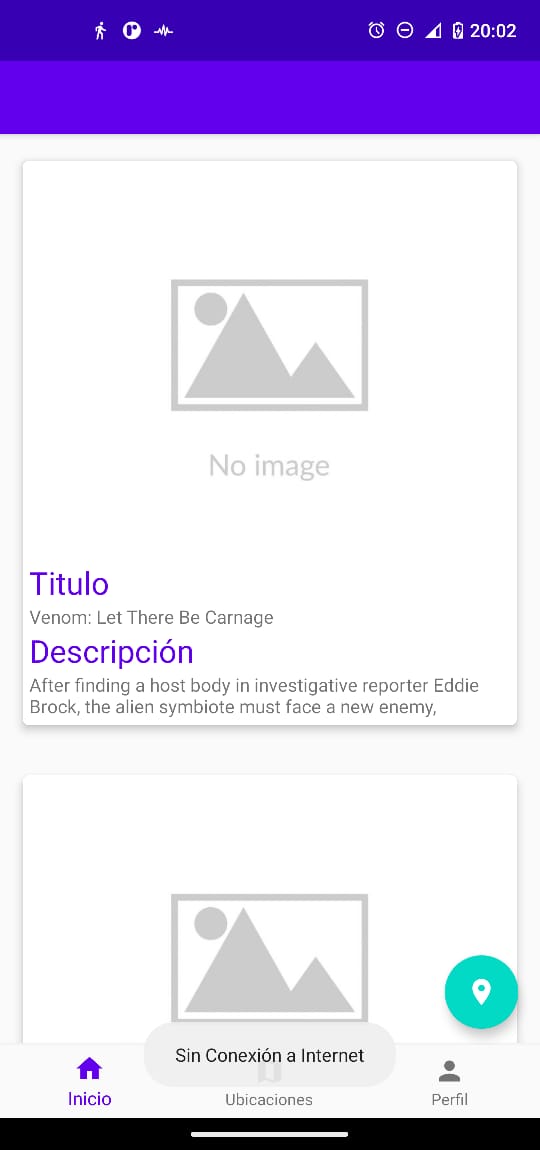 20:02
No image
Titulo
Venom: Let There Be Carnage
Descripción
After finding a host body in investigative reporter Eddie
Brock, the alien symbiote must face a new enemy,
Sin Conexión a Internet
Inicio
Ubicaciones
Perfil